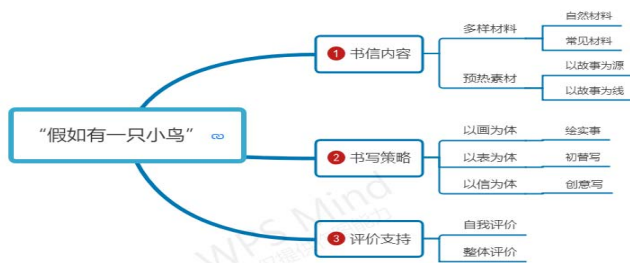 “假如有一只小鸟”
1 书信内容
多样材料
自然材料
常见材料
预热素材
以故事为源
以故事为线
2 书写策略
以画为体
绘实事
以表为体
初替写
以信为体
创意写
3 评价支持
自我评价
整体评价
WPS Mind